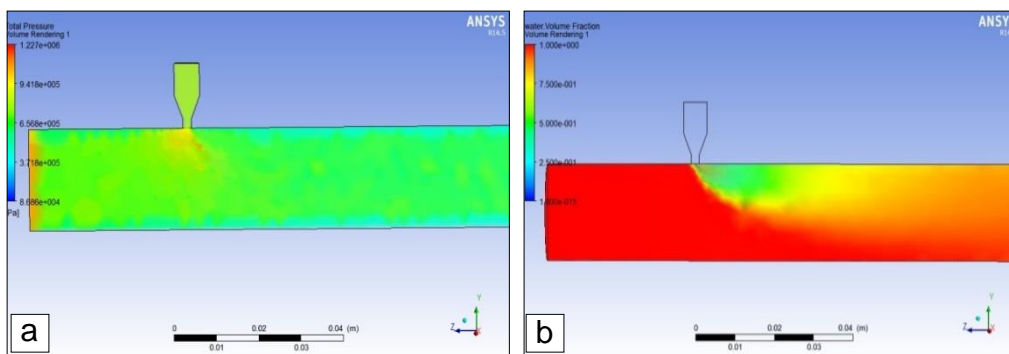 Total Pressure
Volume Rendering 1
1.227e+006
9.418e+005
6.568e+005
3.718e+005
8.686e+004
[Pa]
ANSYS
R14.5
0 0.02 0.04 (m)
0.01 0.03
Y
Z
X
a
water.Volume Fraction
Volume Rendering 1
1.000e+000
7.500e-001
5.000e-001
2.500e-001
1.000e-015
ANSYS
0 0.02 0.04 (m)
0.01 0.03
Y
Z
X
b